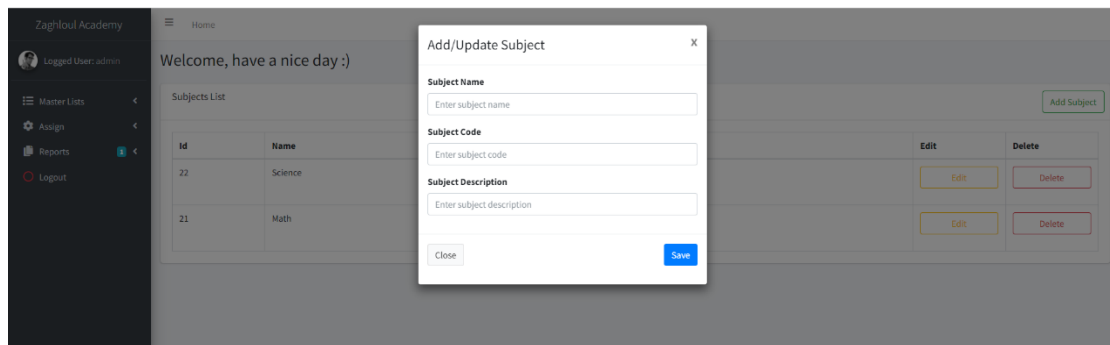 Zaghloul Academy
Home
Logged User: admin
Welcome, have a nice day :)
Master Lists
Assign
Reports 1
Logout
Subjects List
Add Subject
Id Name Edit Delete
22 Science Edit Delete
21 Math Edit Delete
Add/Update Subject X
Subject Name
Enter subject name
Subject Code
Enter subject code
Subject Description
Enter subject description
Close Save